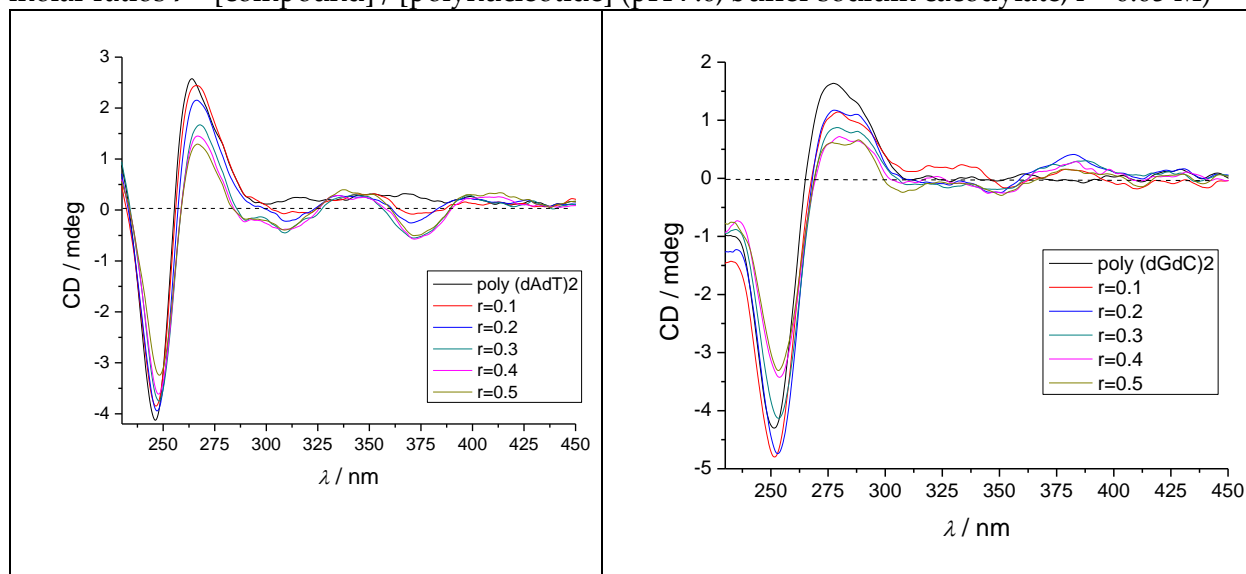 molar ratios r = [compound] / [polynucleotide] (pH 7.0, buffer sodium cacodylate, I = 0.05 M)
3
2
1
0
-1
-2
-3
-4
CD / mdeg
250 275 300 325 350 375 400 425 450
λ / nm
poly (dAdT)2
r=0.1
r=0.2
r=0.3
r=0.4
r=0.5
2
1
0
-1
-2
-3
-4
-5
CD / mdeg
250 275 300 325 350 375 400 425 450
λ / nm
poly (dGdC)2
r=0.1
r=0.2
r=0.3
r=0.4
r=0.5